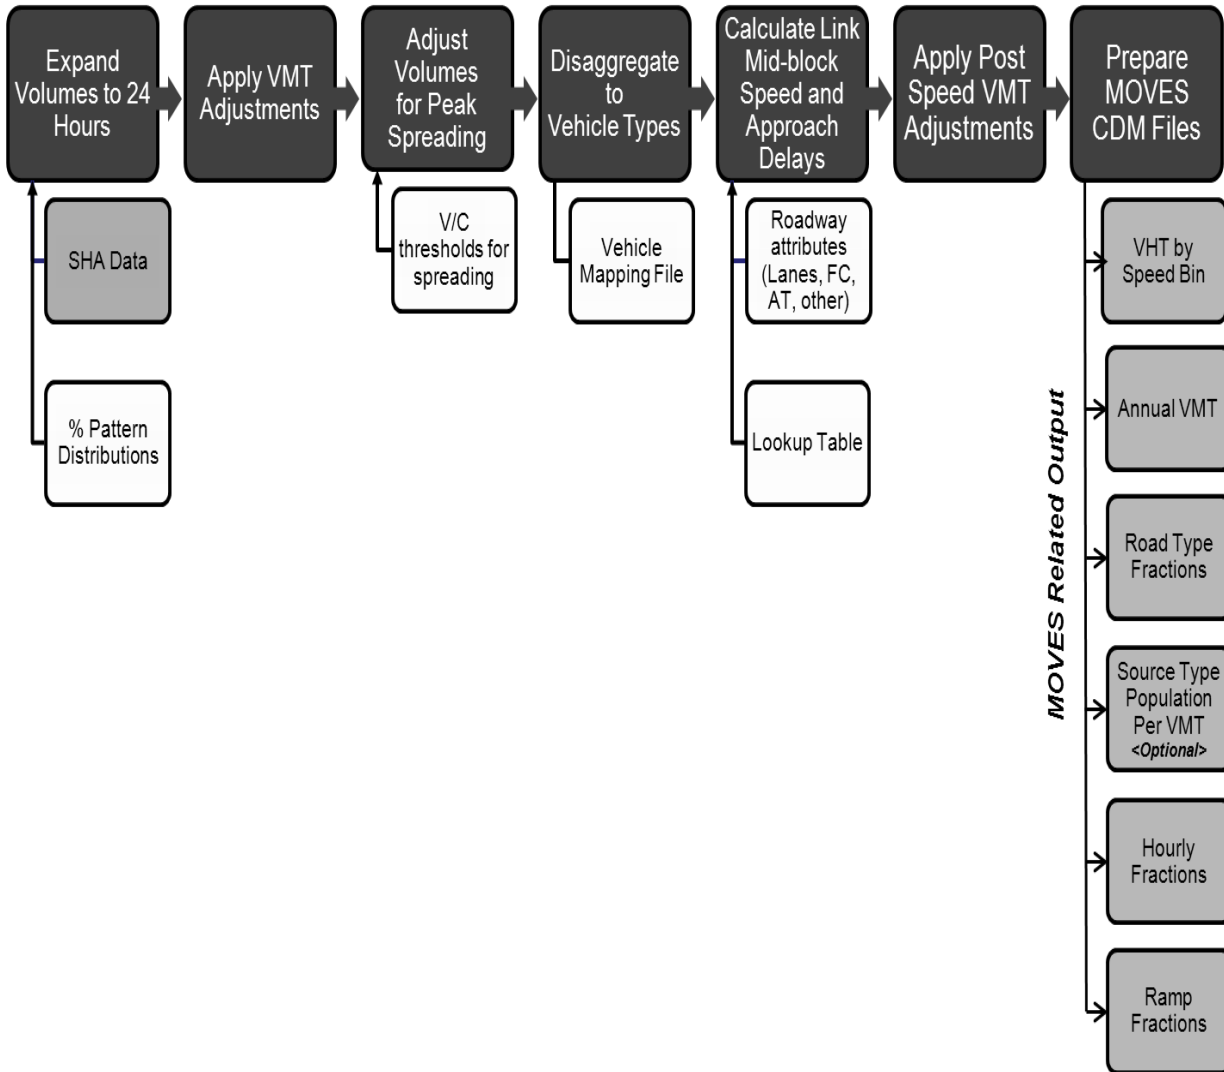 Expand
Volumes to 24
Hours
Apply VMT
Adjustments
Adjust
Volumes
for Peak
Spreading
Disaggregate
to
Vehicle Types
Calculate Link
Mid-block
Speed and
Approach
Delays
Apply Post
Speed VMT
Adjustments
Prepare
MOVES
CDM Files
SHA Data
% Pattern
Distributions
V/C
thresholds for
spreading
Vehicle
Mapping File
Roadway
attributes
(Lanes, FC,
AT, other)
Lookup Table
MOVES Related Output
VHT by
Speed Bin
Annual VMT
Road Type
Fractions
Source Type
Population
Per VMT
<Optional>
Hourly
Fractions
Ramp
Fractions